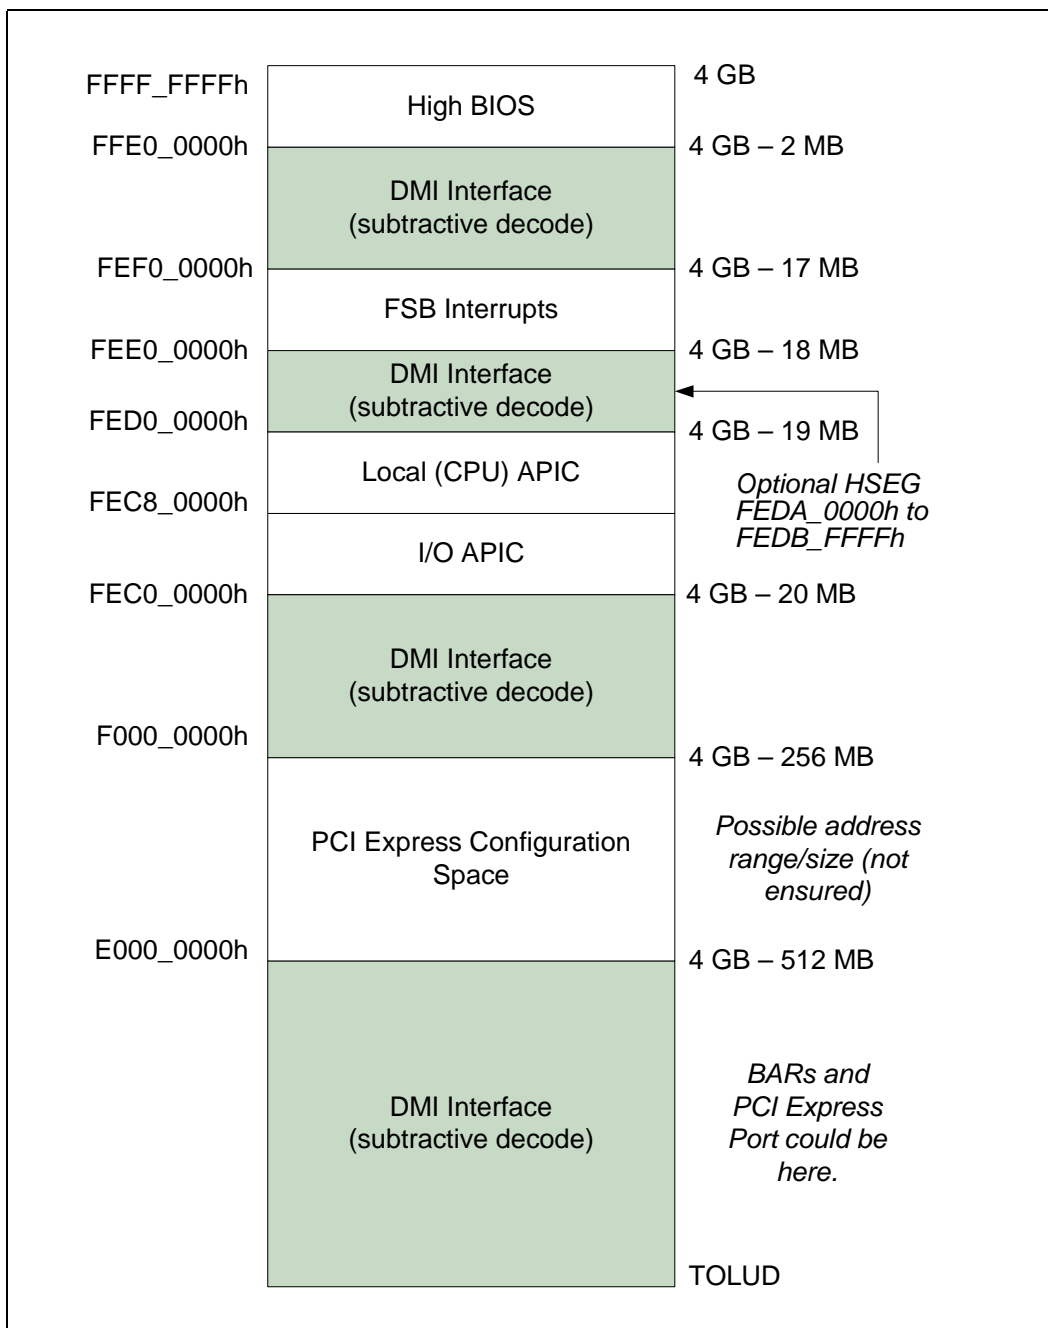 FFFF_FFFFh
4 GB
High BIOS
FFE0_0000h
4 GB – 2 MB
DMI Interface
(subtractive decode)
FEF0_0000h
4 GB – 17 MB
FSB Interrupts
FEE0_0000h
4 GB – 18 MB
DMI Interface
(subtractive decode)
FED0_0000h
4 GB – 19 MB
Local (CPU) APIC
Optional HSEG
FEDA_0000h to
FEDB_FFFFh
FEC8_0000h
I/O APIC
FEC0_0000h
4 GB – 20 MB
DMI Interface
(subtractive decode)
F000_0000h
4 GB – 256 MB
PCI Express Configuration
Space
Possible address
range/size (not
ensured)
E000_0000h
4 GB – 512 MB
DMI Interface
(subtractive decode)
BARs and
PCI Express
Port could be
here.
TOLUD